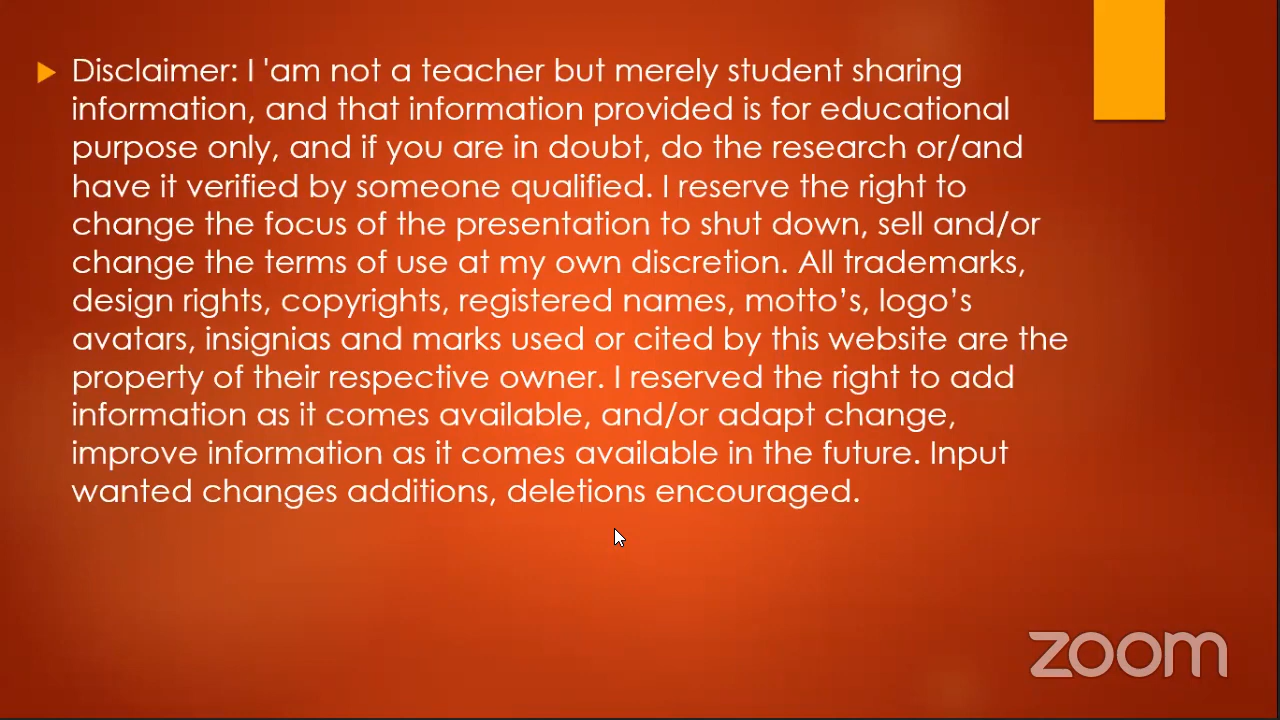 Disclaimer: I 'am not a teacher but merely student sharing
information, and that information provided is for educational
purpose only, and if you are in doubt, do the research or/and
have it verified by someone qualified. I reserve the right to
change the focus of the presentation to shut down, sell and/or
change the terms of use at my own discretion. All trademarks,
design rights, copyrights, registered names, motto’s, logo’s
avatars, insignias and marks used or cited by this website are the
property of their respective owner. I reserved the right to add
information as it comes available, and/or adapt change,
improve information as it comes available in the future. Input
wanted changes additions, deletions encouraged.
zoom